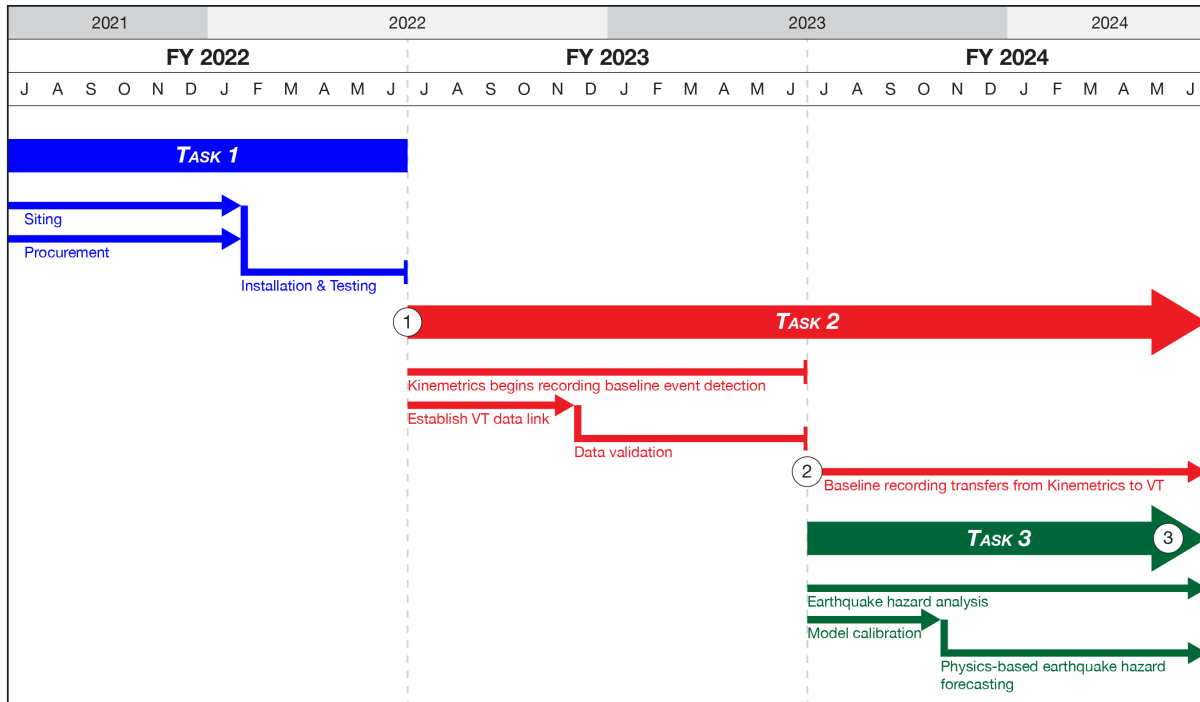 2021 2022 2023 2024
FY 2022 FY 2023 FY 2024
J A S O N D J F M A M J J A S O N D J F M A M J J A S O N D J F M A M J
TASK 1
Siting
Procurement
Installation & Testing
1 TASK 2
Kinemetrics begins recording baseline event detection
Establish VT data link
Data validation
2
Baseline recording transfers from Kinemetrics to VT
TASK 3 3
Earthquake hazard analysis
Model calibration
Physics-based earthquake hazard
forecasting